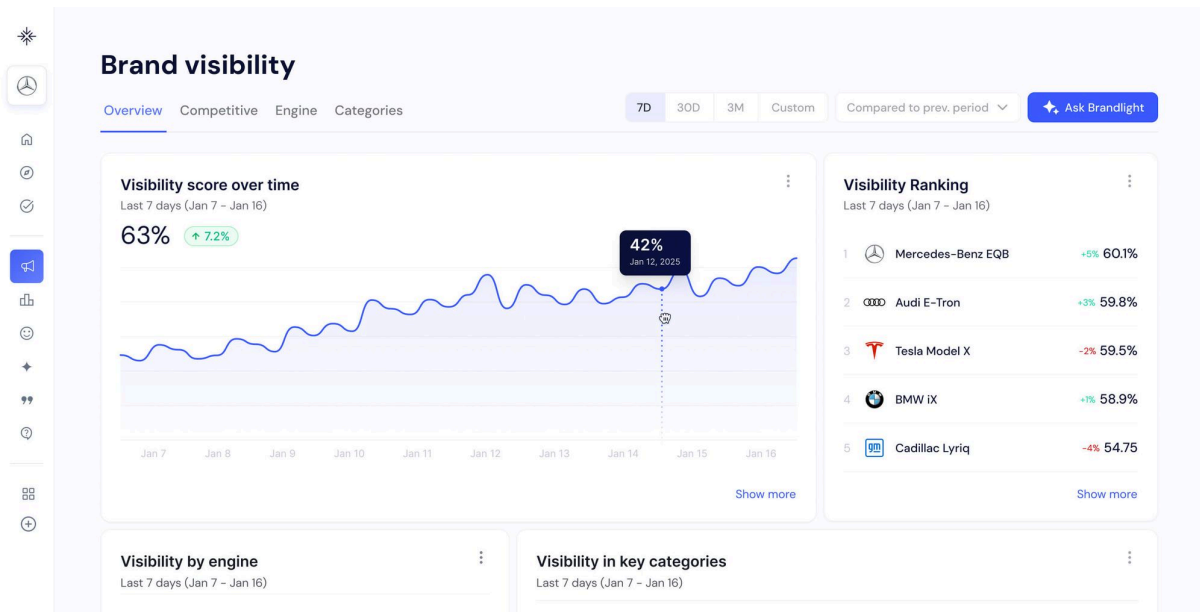 Brand visibility
Overview Competitive Engine Categories
7D 30D 3M Custom Compared to prev. period Ask Brandlight
Visibility score over time
Last 7 days (Jan 7 - Jan 16)
63% ↑ 7.2%
42%
Jan 12, 2025
Jan 7 Jan 8 Jan 9 Jan 10 Jan 11 Jan 12 Jan 13 Jan 14 Jan 15 Jan 16
Show more
Visibility Ranking
Last 7 days (Jan 7 - Jan 16)
1 Mercedes-Benz EQB +5% 60.1%
2 Audi E-Tron +3% 59.8%
3 Tesla Model X -2% 59.5%
4 BMW iX +1% 58.9%
5 gm Cadillac Lyriq -4% 54.75
Show more
Visibility by engine
Last 7 days (Jan 7 - Jan 16)
Visibility in key categories
Last 7 days (Jan 7 - Jan 16)